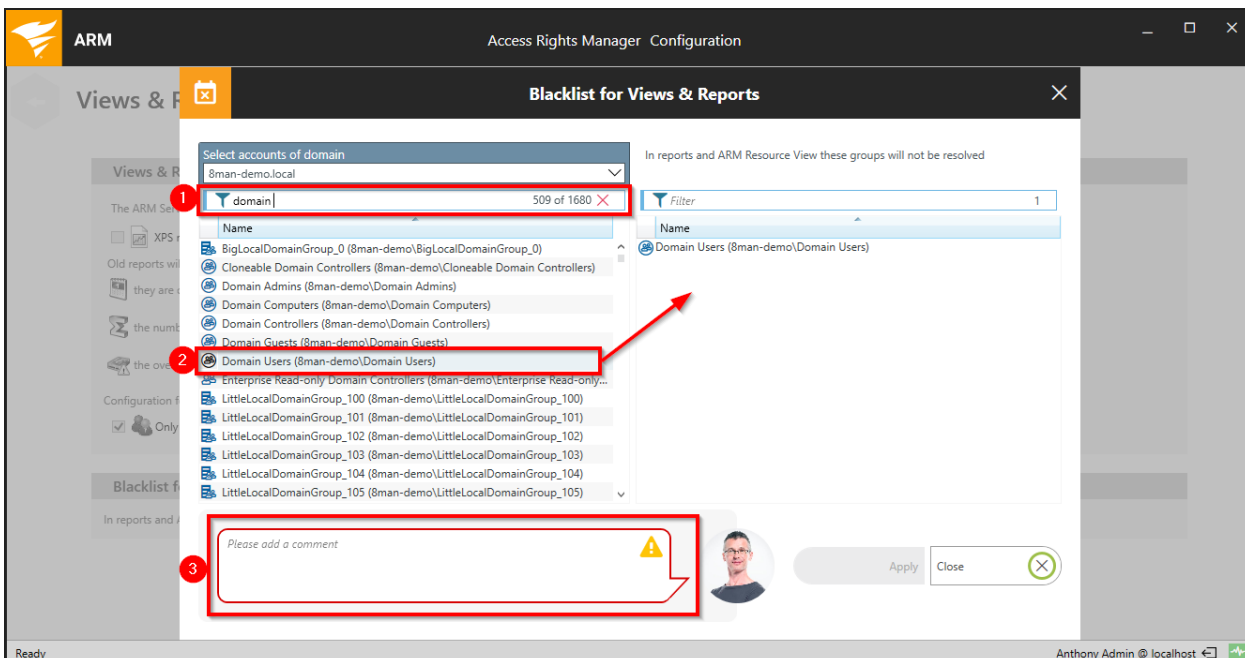 ARM
Access Rights Manager Configuration
Views & R
Blacklist for Views & Reports
Select accounts of domain
8man-demo.local
In reports and ARM Resource View these groups will not be resolved
Views & R
1
domain
509 of 1680
Filter
1
The ARM Ser
Name
Name
XPS r
BigLocalDomainGroup_0 (8man-demo\BigLocalDomainGroup_0)
Domain Users (8man-demo\Domain Users)
Old reports wil
Cloneable Domain Controllers (8man-demo\Cloneable Domain Controllers)
they are
Domain Admins (8man-demo\Domain Admins)
Domain Computers (8man-demo\Domain Computers)
the numb
Domain Controllers (8man-demo\Domain Controllers)
Domain Guests (8man-demo\Domain Guests)
the ove
2
Domain Users (8man-demo\Domain Users)
Enterprise Read-only Domain Controllers (8man-demo\Enterprise Read-only...
Configuration f
LittleLocalDomainGroup_100 (8man-demo\LittleLocalDomainGroup_100)
LittleLocalDomainGroup_101 (8man-demo\LittleLocalDomainGroup_101)
Only
LittleLocalDomainGroup_102 (8man-demo\LittleLocalDomainGroup_102)
LittleLocalDomainGroup_103 (8man-demo\LittleLocalDomainGroup_103)
LittleLocalDomainGroup_104 (8man-demo\LittleLocalDomainGroup_104)
Blacklist f
LittleLocalDomainGroup_105 (8man-demo\LittleLocalDomainGroup_105)
In reports and
Please add a comment
3
Apply
Close
Ready
Anthony Admin @ localhost